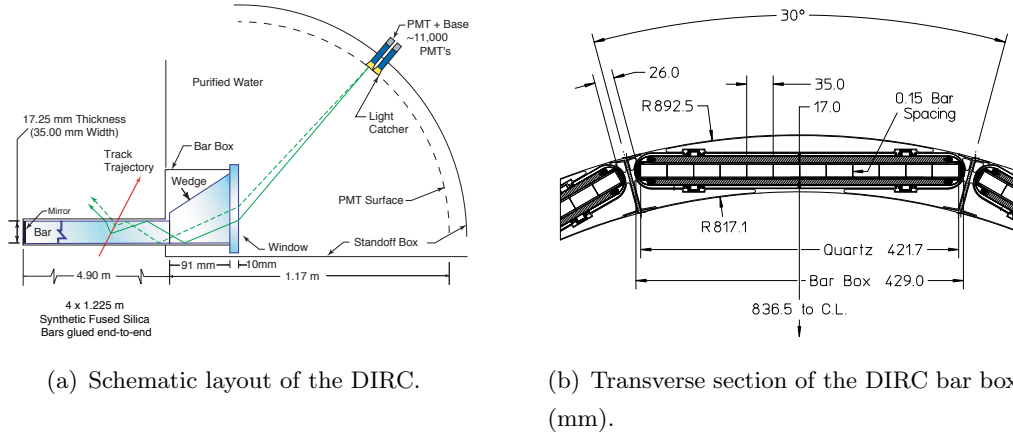 PMT + Base
~11,000
PMT's
Purified Water
17.25 mm Thickness
(35.00 mm Width)
Light
Catcher
Track
Trajectory
Bar Box
Wedge
PMT Surface
Mirror
Bar
Window
Standoff Box
91 mm
10mm
4.90 m
1.17 m
4 x 1.225 m
Synthetic Fused Silica
Bars glued end-to-end
(a) Schematic layout of the DIRC.
30°
26.0
35.0
17.0
0.15 Bar
Spacing
R892.5
R817.1
Quartz 421.7
Bar Box 429.0
836.5 to C.L.
(b) Transverse section of the DIRC bar box
(mm).